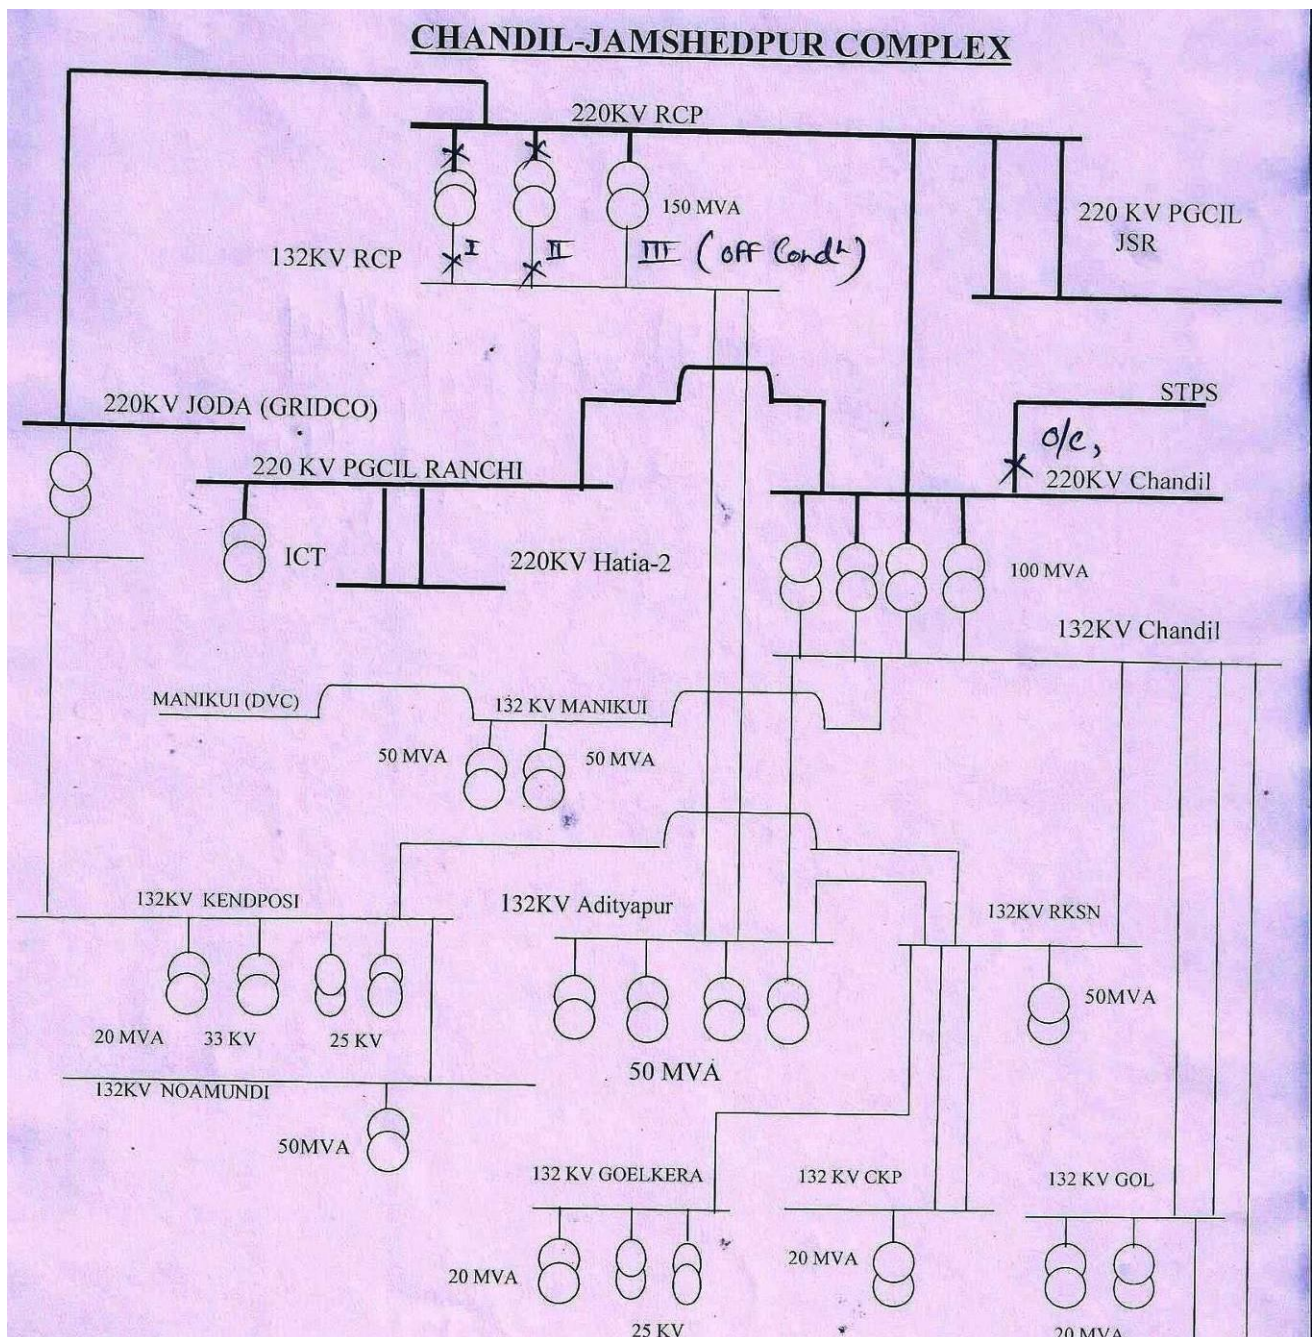 CHANDIL-JAMSHEDPUR COMPLEX
220KV RCP
150 MVA
220 KV PGCIL
JSR
132KV RCP
I
II
III (off Condn)
220KV JODA (GRIDCO)
STPS
O/C,
220 KV PGCIL RANCHI
220KV Chandil
ICT
220KV Hatia-2
100 MVA
132KV Chandil
MANIKUI (DVC)
132 KV MANIKUI
50 MVA
50 MVA
132KV KENDPOSI
132KV Adityapur
132KV RKSN
50MVA
20 MVA
33 KV
25 KV
50 MVA
132KV NOAMUNDI
50MVA
132 KV GOELKERA
132 KV CKP
132 KV GOL
20 MVA
20 MVA
25 KV
20 MVA